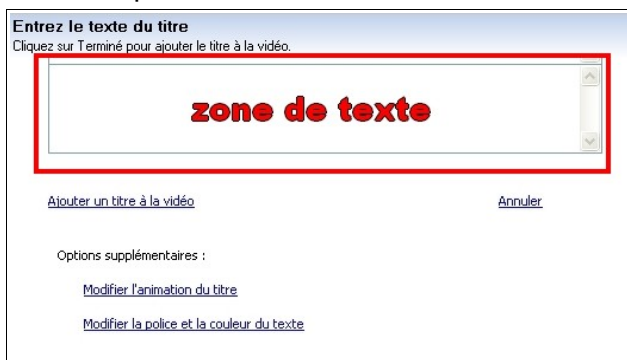 Entrez le texte du titre
Cliquez sur Terminé pour ajouter le titre à la vidéo.
zone de texte
Ajouter un titre à la vidéo Annuler
Options supplémentaires :
Modifier l'animation du titre
Modifier la police et la couleur du texte